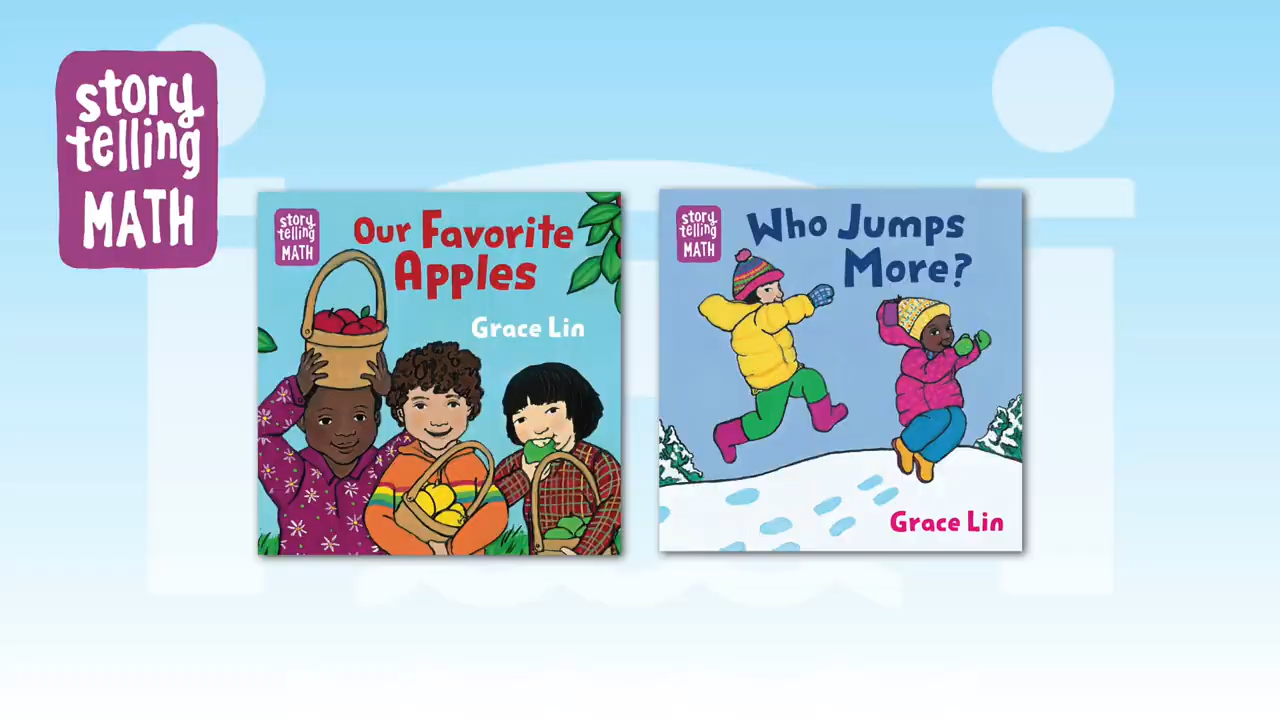 story
telling
MATH
story
telling
MATH
Our Favorite
Apples
Grace Lin
story
telling
MATH
Who Jumps
More?
Grace Lin